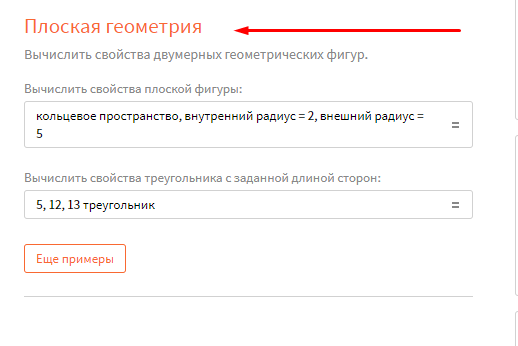 Плоская геометрия
Вычислить свойства двумерных геометрических фигур.
Вычислить свойства плоской фигуры:
кольцевое пространство, внутренний радиус = 2, внешний радиус =
5
=
Вычислить свойства треугольника с заданной длиной сторон:
5, 12, 13 треугольник
=
Еще примеры